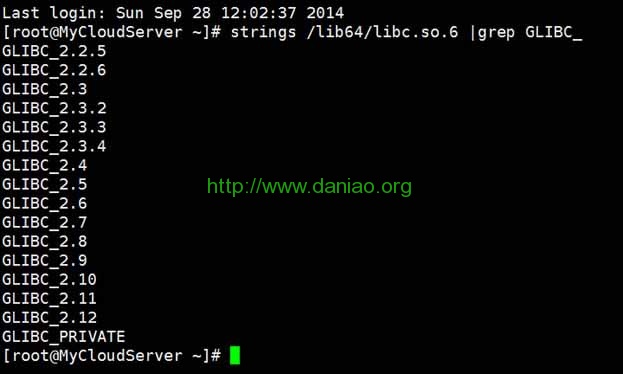 Last login: Sun Sep 28 12:02:37 2014
[root@MyCloudServer ~]# strings /lib64/libc.so.6 |grep GLIBC_
GLIBC_2.2.5
GLIBC_2.2.6
GLIBC_2.3
GLIBC_2.3.2
GLIBC_2.3.3
GLIBC_2.3.4
GLIBC_2.4
GLIBC_2.5
http://www.daniao.org
GLIBC_2.6
GLIBC_2.7
GLIBC_2.8
GLIBC_2.9
GLIBC_2.10
GLIBC_2.11
GLIBC_2.12
GLIBC_PRIVATE
[root@MyCloudServer ~]#